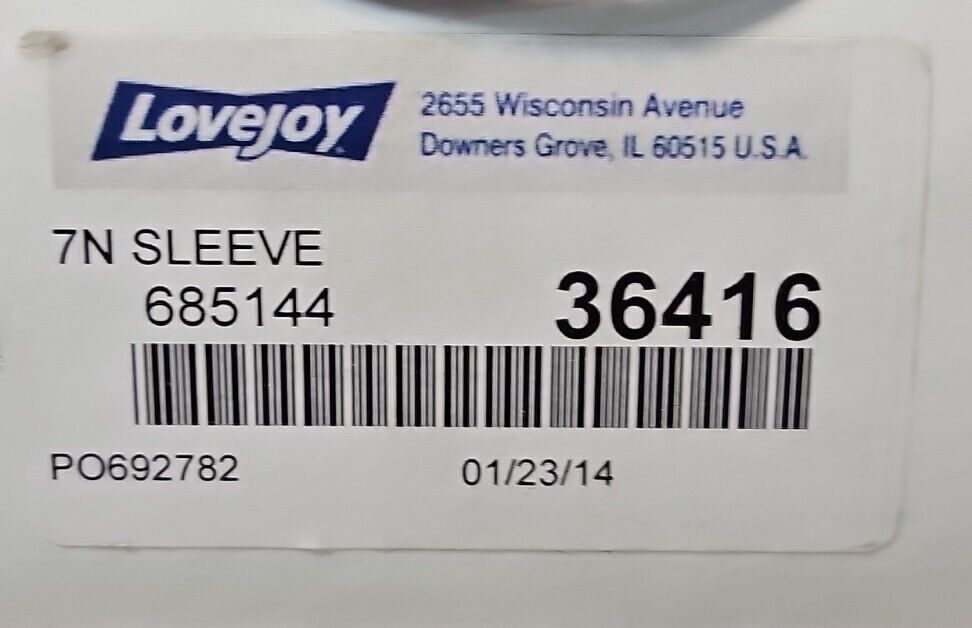 Lovejoy
2655 Wisconsin Avenue
Downers Grove, IL 60515 U.S.A.
7N SLEEVE
685144
36416
PO692782
01/23/14